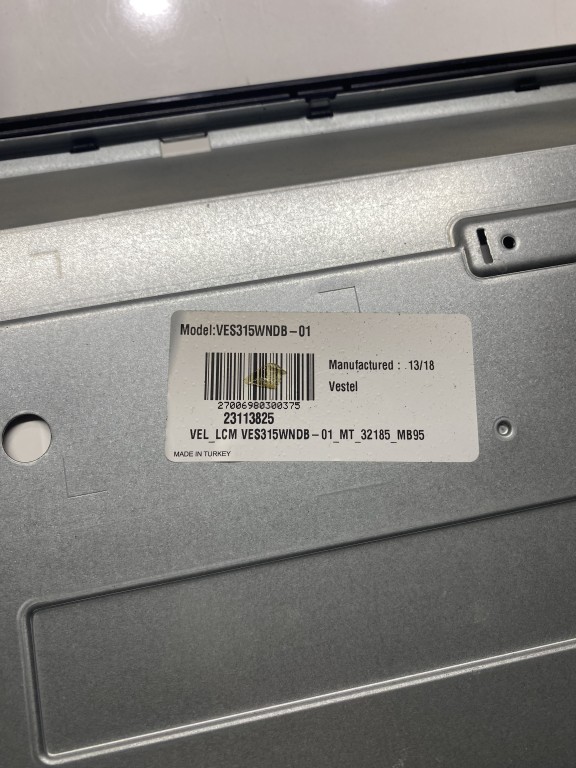 Model:VES315WNDB-01
Manufactured : 13/18
Vestel
27006980300375
23113825
VEL_LCM VES315WNDB-01_MT_32185_MB95
MADE IN TURKEY